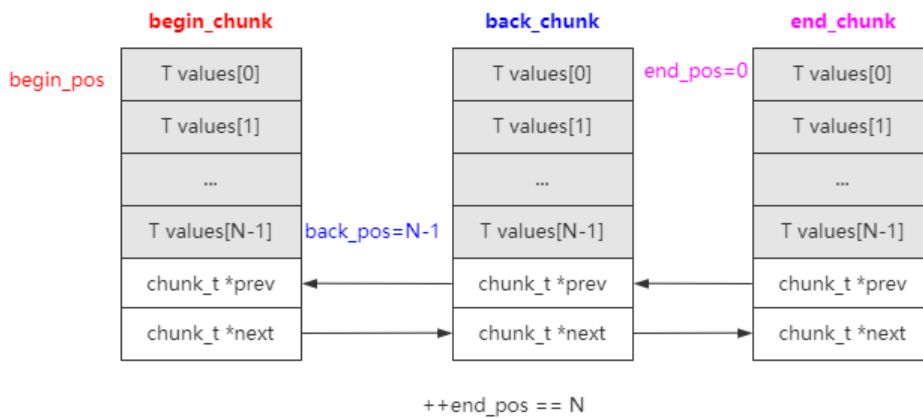 begin_chunk back_chunk end_chunk
begin_pos T values[0] T values[0] end_pos=0 T values[0]
T values[1] T values[1] T values[1]
... ... ...
T values[N-1] back_pos=N-1 T values[N-1] T values[N-1]
chunk_t *prev chunk_t *prev chunk_t *prev
chunk_t *next chunk_t *next chunk_t *next
++end_pos == N